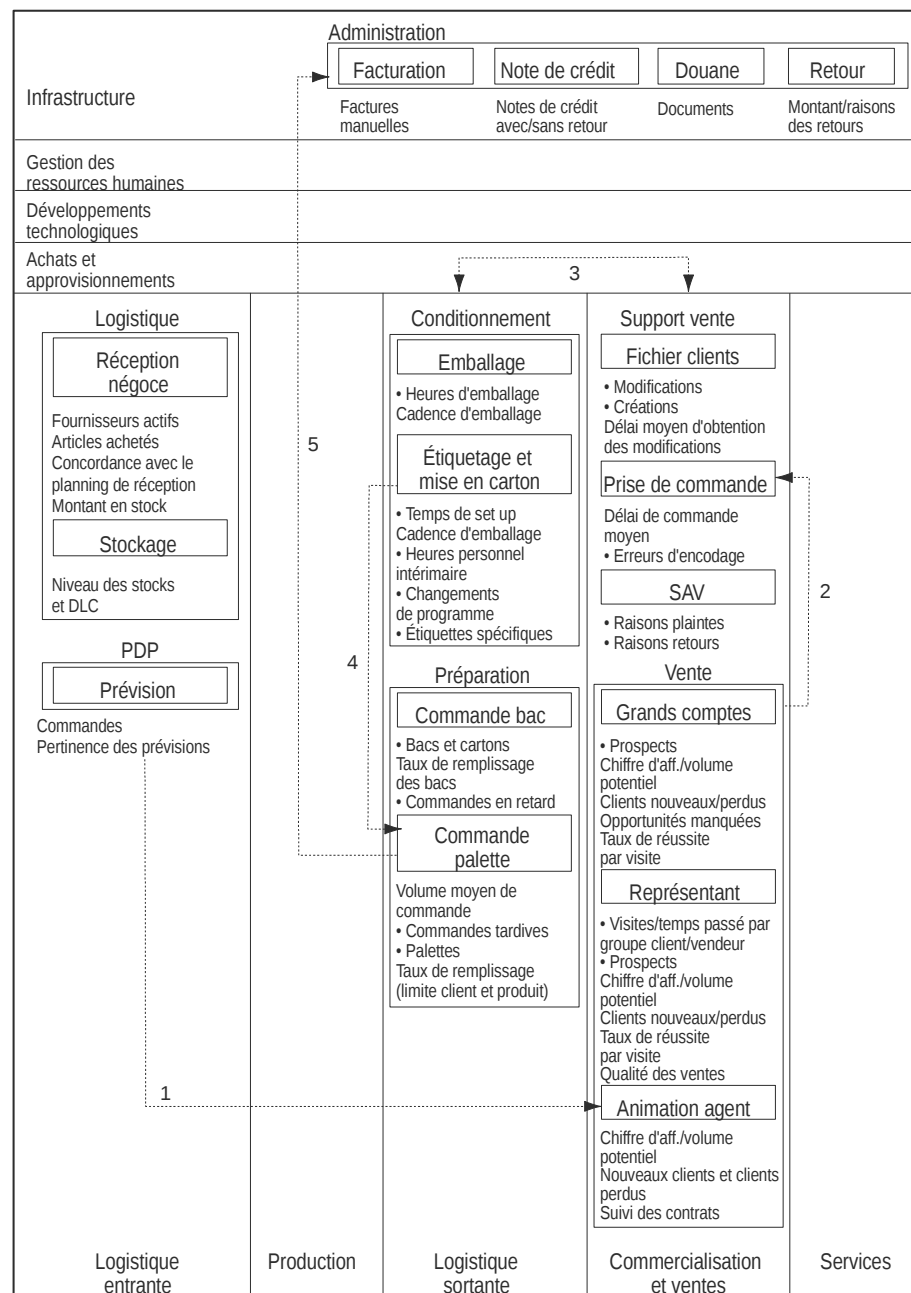 Administration
Facturation
Note de crédit
Douane
Retour
Infrastructure
Factures
manuelles
Notes de crédit
avec/sans retour
Documents
Montant/raisons
des retours
Gestion des
ressources humaines
Développements
technologiques
Achats et
approvisionnements
3
Logistique
Réception
négoce
Fournisseurs actifs
Articles achetés
Concordance avec le
planning de réception
Montant en stock
Stockage
Niveau des stocks
et DLC
PDP
Prévision
Commandes
Pertinence des prévisions
1
5
4
Conditionnement
Emballage
• Heures d'emballage
Cadence d'emballage
Étiquetage et
mise en carton
• Temps de set up
Cadence d'emballage
• Heures personnel
intérimaire
• Changements
de programme
• Étiquettes spécifiques
Préparation
Commande bac
• Bacs et cartons
Taux de remplissage
des bacs
• Commandes en retard
Commande
palette
Volume moyen de
commande
• Commandes tardives
• Palettes
Taux de remplissage
(limite client et produit)
Support vente
Fichier clients
• Modifications
• Créations
Délai moyen d'obtention
des modifications
Prise de commande
Délai de commande
moyen
• Erreurs d'encodage
SAV
• Raisons plaintes
• Raisons retours
2
Vente
Grands comptes
• Prospects
Chiffre d'aff./volume
potentiel
Clients nouveaux/perdus
Opportunités manquées
Taux de réussite
par visite
Représentant
• Visites/temps passé par
groupe client/vendeur
• Prospects
Chiffre d'aff./volume
potentiel
Clients nouveaux/perdus
Taux de réussite
par visite
Qualité des ventes
Animation agent
Chiffre d'aff./volume
potentiel
Nouveaux clients et clients
perdus
Suivi des contrats
Logistique
entrante
Production
Logistique
sortante
Commercialisation
et ventes
Services